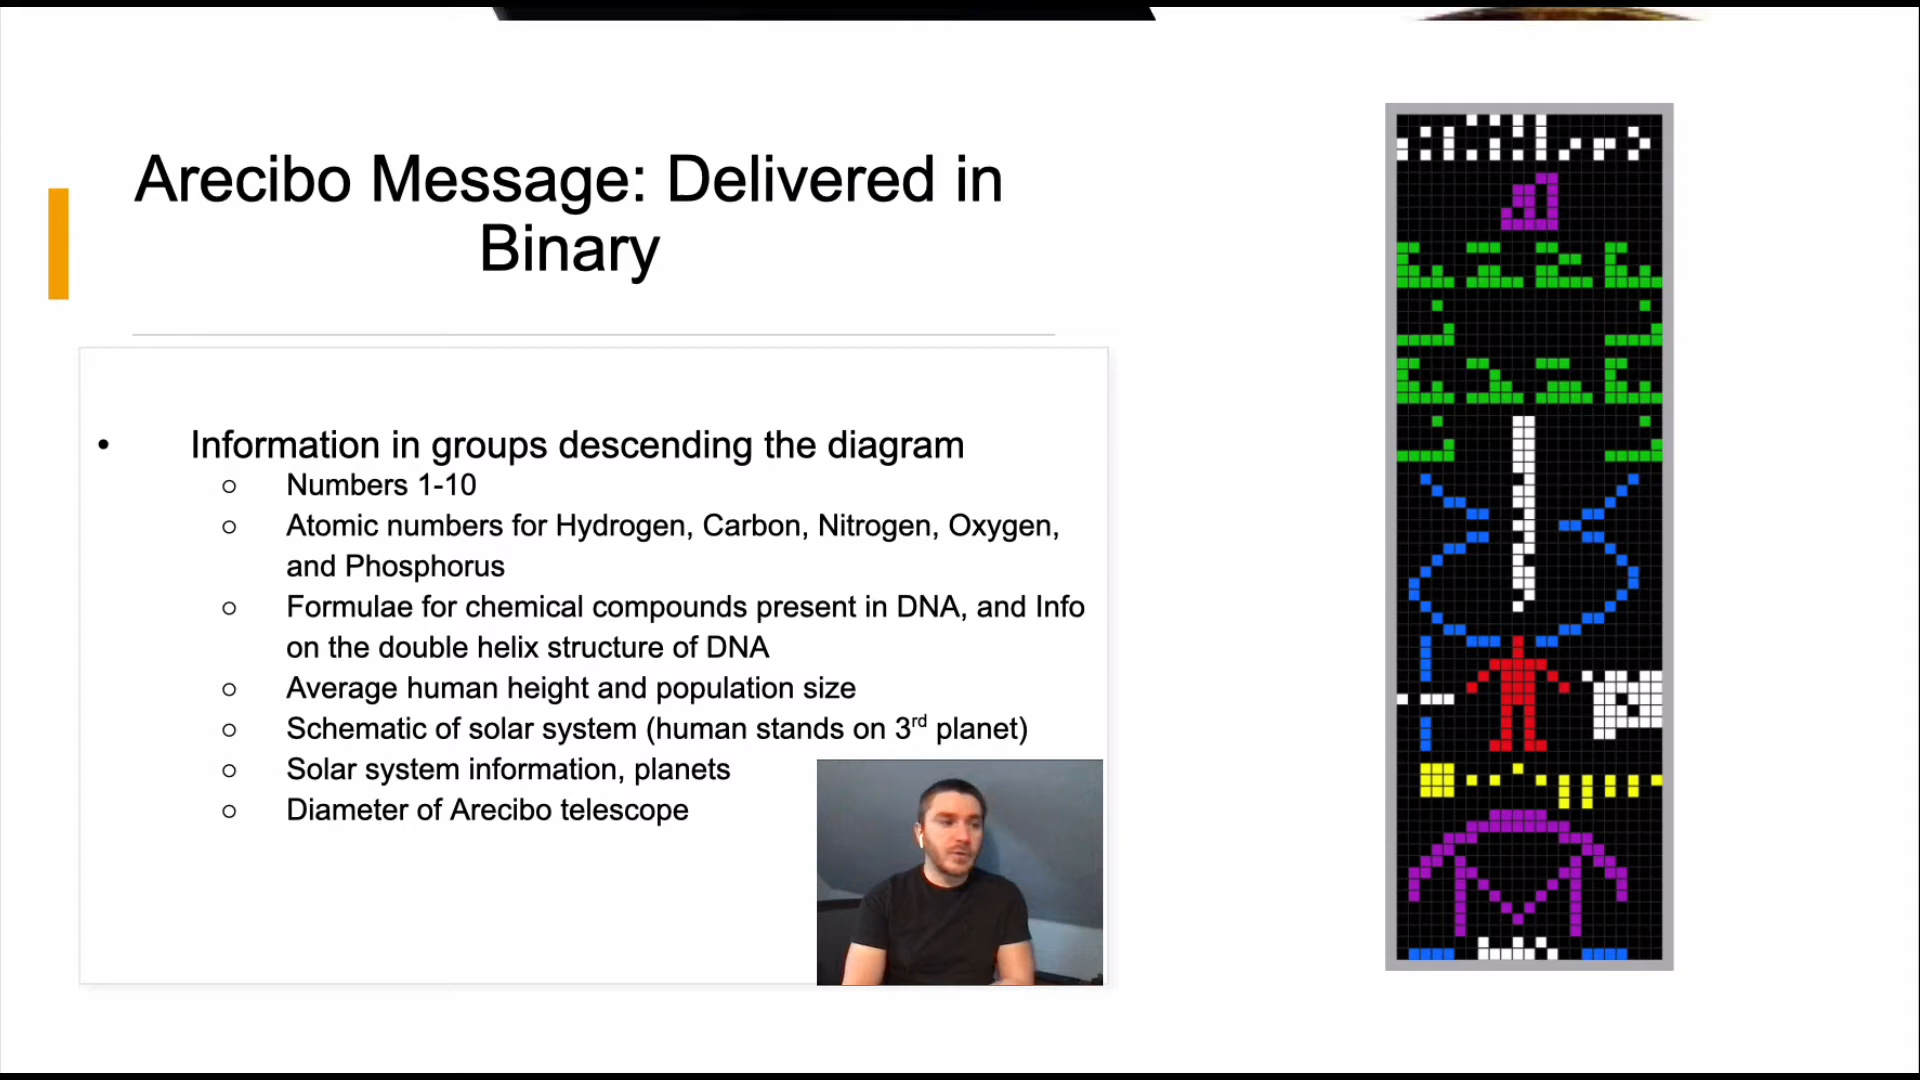 Arecibo Message: Delivered in
Binary
• Information in groups descending the diagram
○ Numbers 1-10
○ Atomic numbers for Hydrogen, Carbon, Nitrogen, Oxygen,
and Phosphorus
○ Formulae for chemical compounds present in DNA, and Info
on the double helix structure of DNA
○ Average human height and population size
○ Schematic of solar system (human stands on 3rd planet)
○ Solar system information, planets
○ Diameter of Arecibo telescope